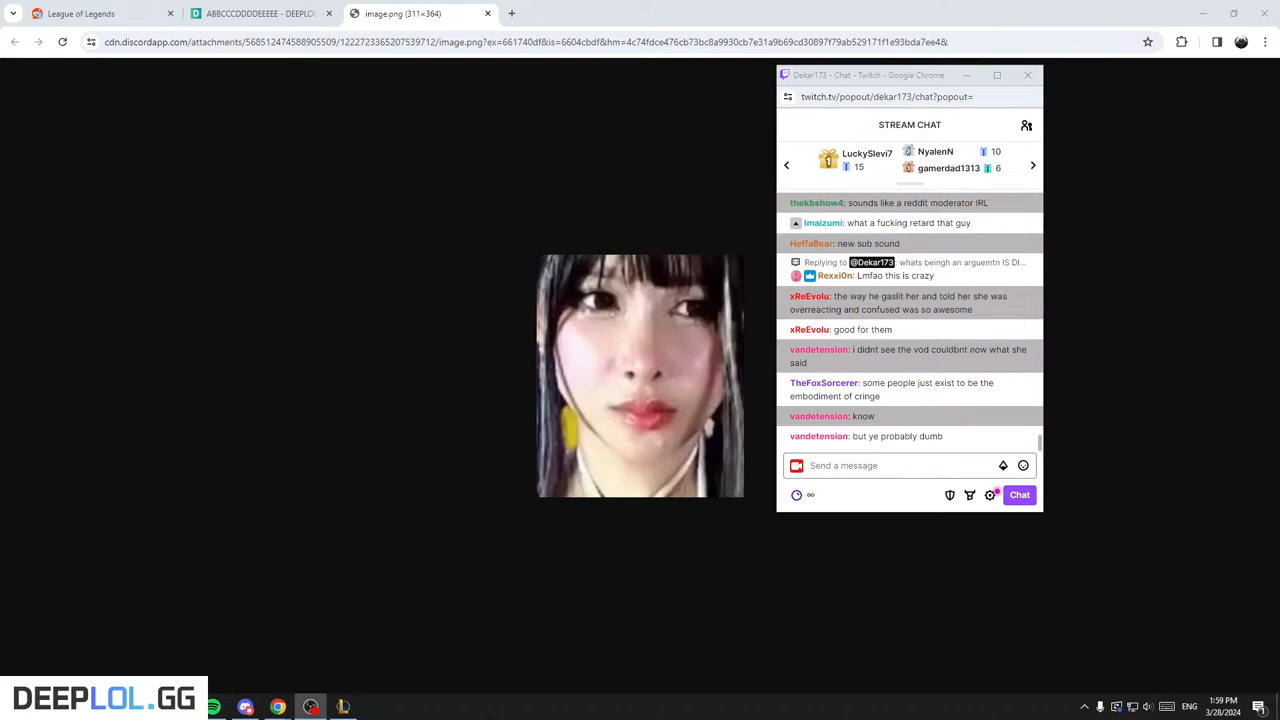 League of Legends
ABBCCCDDDDEEEEE - DEEPLOL
image.png (311×364)
cdn.discordapp.com/attachments/568512474588905509/1222723365207539712/image.png?ex=661740df&is=6604cbdf&hm=4c74fdce476cb73bc8a9930cb7e31a9b69cd30897f79ab529171f1e93bda7ee4&
Dekar173 - Chat - Twitch - Google Chrome
twitch.tv/popout/dekar173/chat?popout=
STREAM CHAT
1 LuckySlevi7 15
NyalenN 10
gamerdad1313 6
thekbshow4: sounds like a reddit moderator IRL
Imaizumi: what a fucking retard that guy
HeffaBear: new sub sound
Replying to @Dekar173: whats beingh an arguemtn IS DI...
Rexxi0n: Lmfao this is crazy
xReEvolu: the way he gaslit her and told her she was
overreacting and confused was so awesome
xReEvolu: good for them
vandetension: i didnt see the vod couldbnt now what she
said
TheFoxSorcerer: some people just exist to be the
embodiment of cringe
vandetension: know
vandetension: but ye probably dumb
Send a message
∞
Chat
DEEPLOL.GG
ENG
1:59 PM
3/28/2024
1